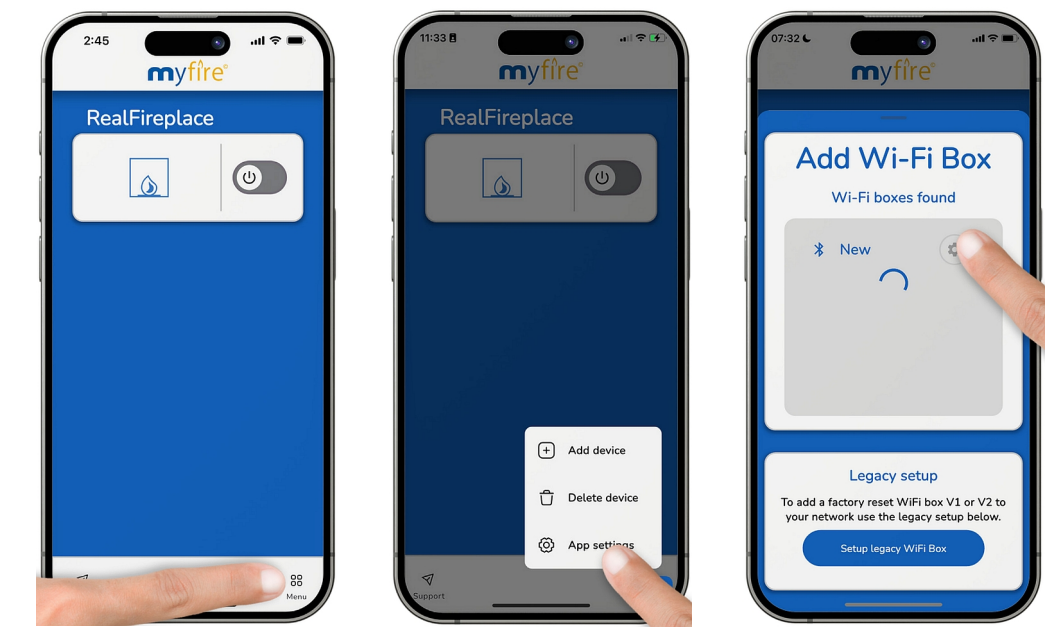 2:45
myfire
RealFireplace
Menu
11:33
myfire
RealFireplace
Add device
Delete device
App settings
Support
07:32
myfire
Add Wi-Fi Box
Wi-Fi boxes found
New
Legacy setup
To add a factory reset WiFi box V1 or V2 to
your network use the legacy setup below.
Setup legacy WiFi Box